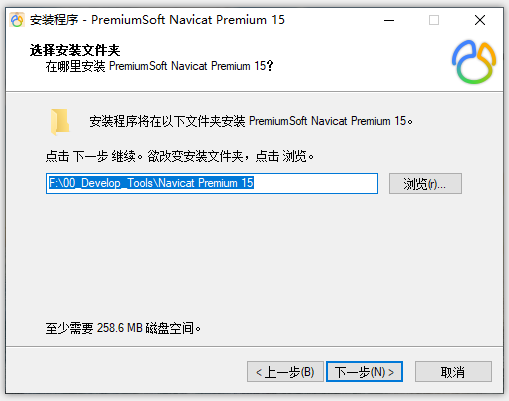 安装程序 - PremiumSoft Navicat Premium 15
选择安装文件夹
在哪里安装 PremiumSoft Navicat Premium 15?
安装程序将在以下文件夹安装 PremiumSoft Navicat Premium 15。
点击 下一步 继续。欲改变安装文件夹，点击 浏览。
F:\00_Develop_Tools\Navicat Premium 15
浏览(r)...
至少需要 258.6 MB 磁盘空间。
< 上一步(B)
下一步(N) >
取消